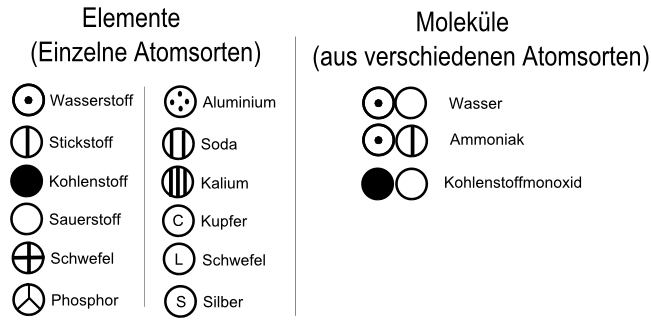 Elemente
(Einzelne Atomsorten)
Wasserstoff
Stickstoff
Kohlenstoff
Sauerstoff
Schwefel
Phosphor
Aluminium
Soda
Kalium
C Kupfer
L Schwefel
S Silber
Moleküle
(aus verschiedenen Atomsorten)
Wasser
Ammoniak
Kohlenstoffmonoxid